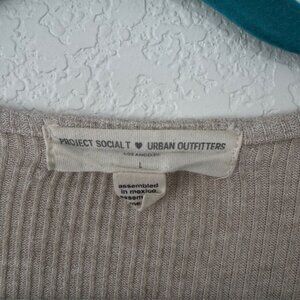 PROJECT SOCIAL T ♥ URBAN OUTFITTERS
LOS ANGELES
L
assembled
in mexico